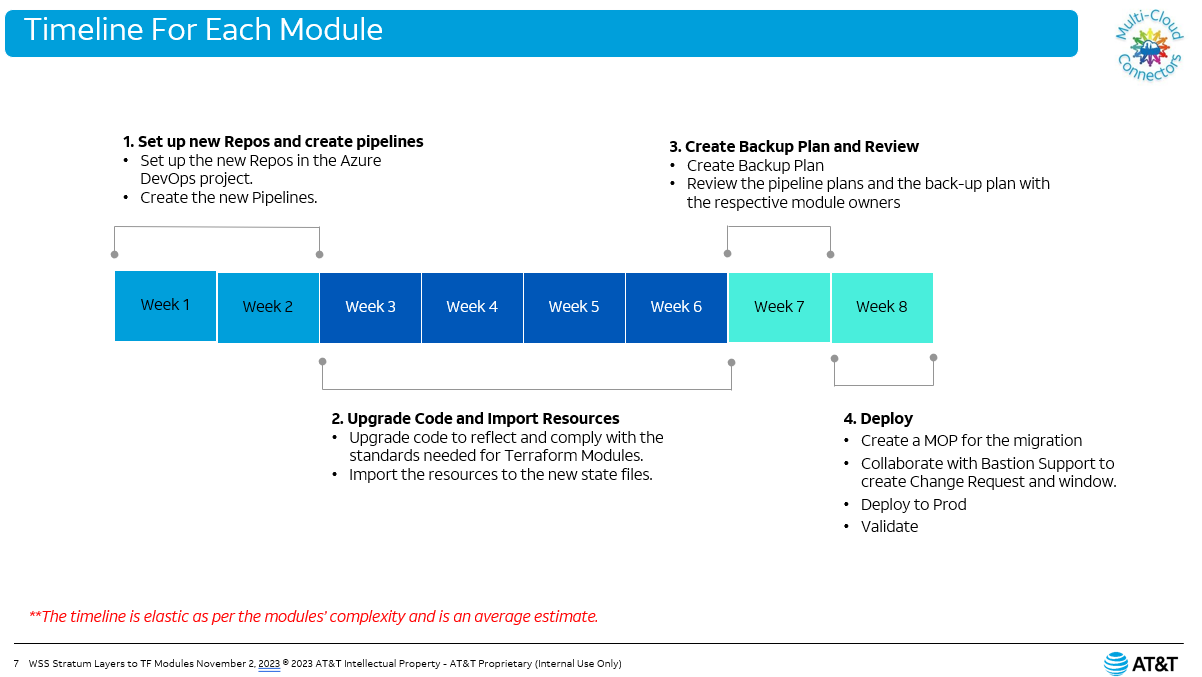 Timeline For Each Module
Multi-Cloud
Connectors
1. Set up new Repos and create pipelines
• Set up the new Repos in the Azure
DevOps project.
• Create the new Pipelines.
3. Create Backup Plan and Review
• Create Backup Plan
• Review the pipeline plans and the back-up plan with
the respective module owners
Week 1
Week 2
Week 3
Week 4
Week 5
Week 6
Week 7
Week 8
2. Upgrade Code and Import Resources
• Upgrade code to reflect and comply with the
standards needed for Terraform Modules.
• Import the resources to the new state files.
4. Deploy
• Create a MOP for the migration
• Collaborate with Bastion Support to
create Change Request and window.
• Deploy to Prod
• Validate
**The timeline is elastic as per the modules' complexity and is an average estimate.
7 WSS Stratum Layers to TF Modules November 2, 2023 © 2023 AT&T Intellectual Property - AT&T Proprietary (Internal Use Only)
AT&T